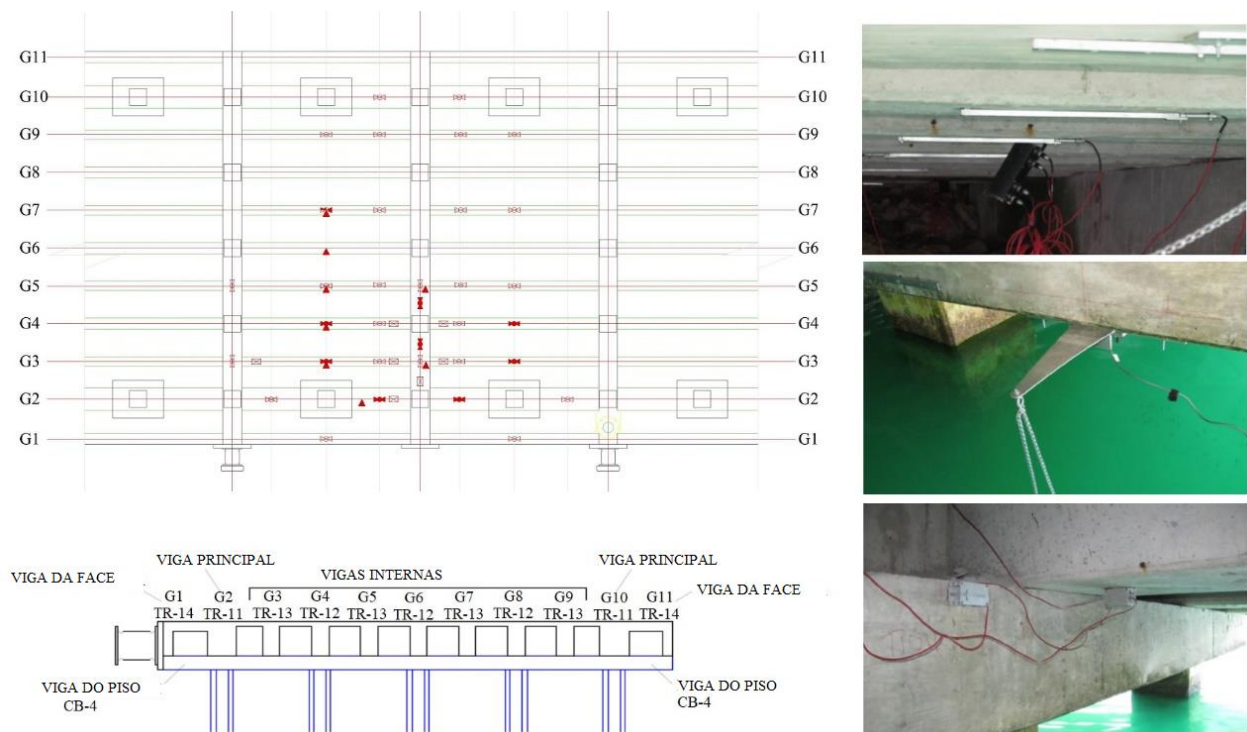 G11 G11
G10 G10
G9 G9
G8 G8
G7 G7
G6 G6
G5 G5
G4 G4
G3 G3
G2 G2
G1 G1
VIGA PRINCIPAL VIGA PRINCIPAL
VIGA DA FACE VIGAS INTERNAS VIGA DA FACE
G1 G2 G3 G4 G5 G6 G7 G8 G9 G10 G11
TR-14 TR-11 TR-13 TR-12 TR-13 TR-12 TR-13 TR-12 TR-13 TR-11 TR-14
VIGA DO PISO VIGA DO PISO
CB-4 CB-4